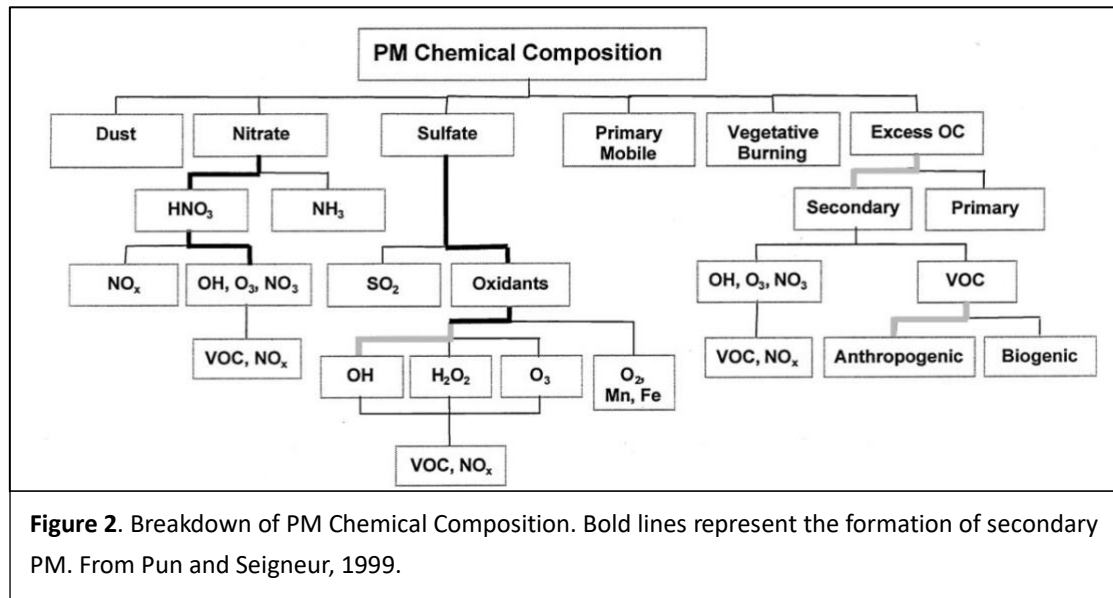 PM Chemical Composition
Dust Nitrate Sulfate Primary Mobile Vegetative Burning Excess OC
HNO₃ NH₃ Secondary Primary
NOₓ OH, O₃, NO₃ SO₂ Oxidants OH, O₃, NO₃ VOC
VOC, NOₓ OH H₂O₂ O₃ O₂, Mn, Fe VOC, NOₓ Anthropogenic Biogenic
VOC, NOₓ
Figure 2. Breakdown of PM Chemical Composition. Bold lines represent the formation of secondary
PM. From Pun and Seigneur, 1999.